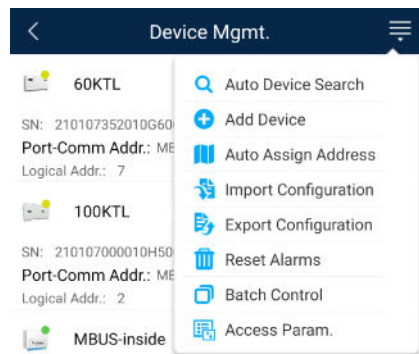 Device Mgmt.
60KTL
SN: 210107352010G60
Port-Comm Addr.: MB
Logical Addr.: 7
100KTL
SN: 210107000010H50
Port-Comm Addr.: MB
Logical Addr.: 2
MBUS-inside
Auto Device Search
Add Device
Auto Assign Address
Import Configuration
Export Configuration
Reset Alarms
Batch Control
Access Param.